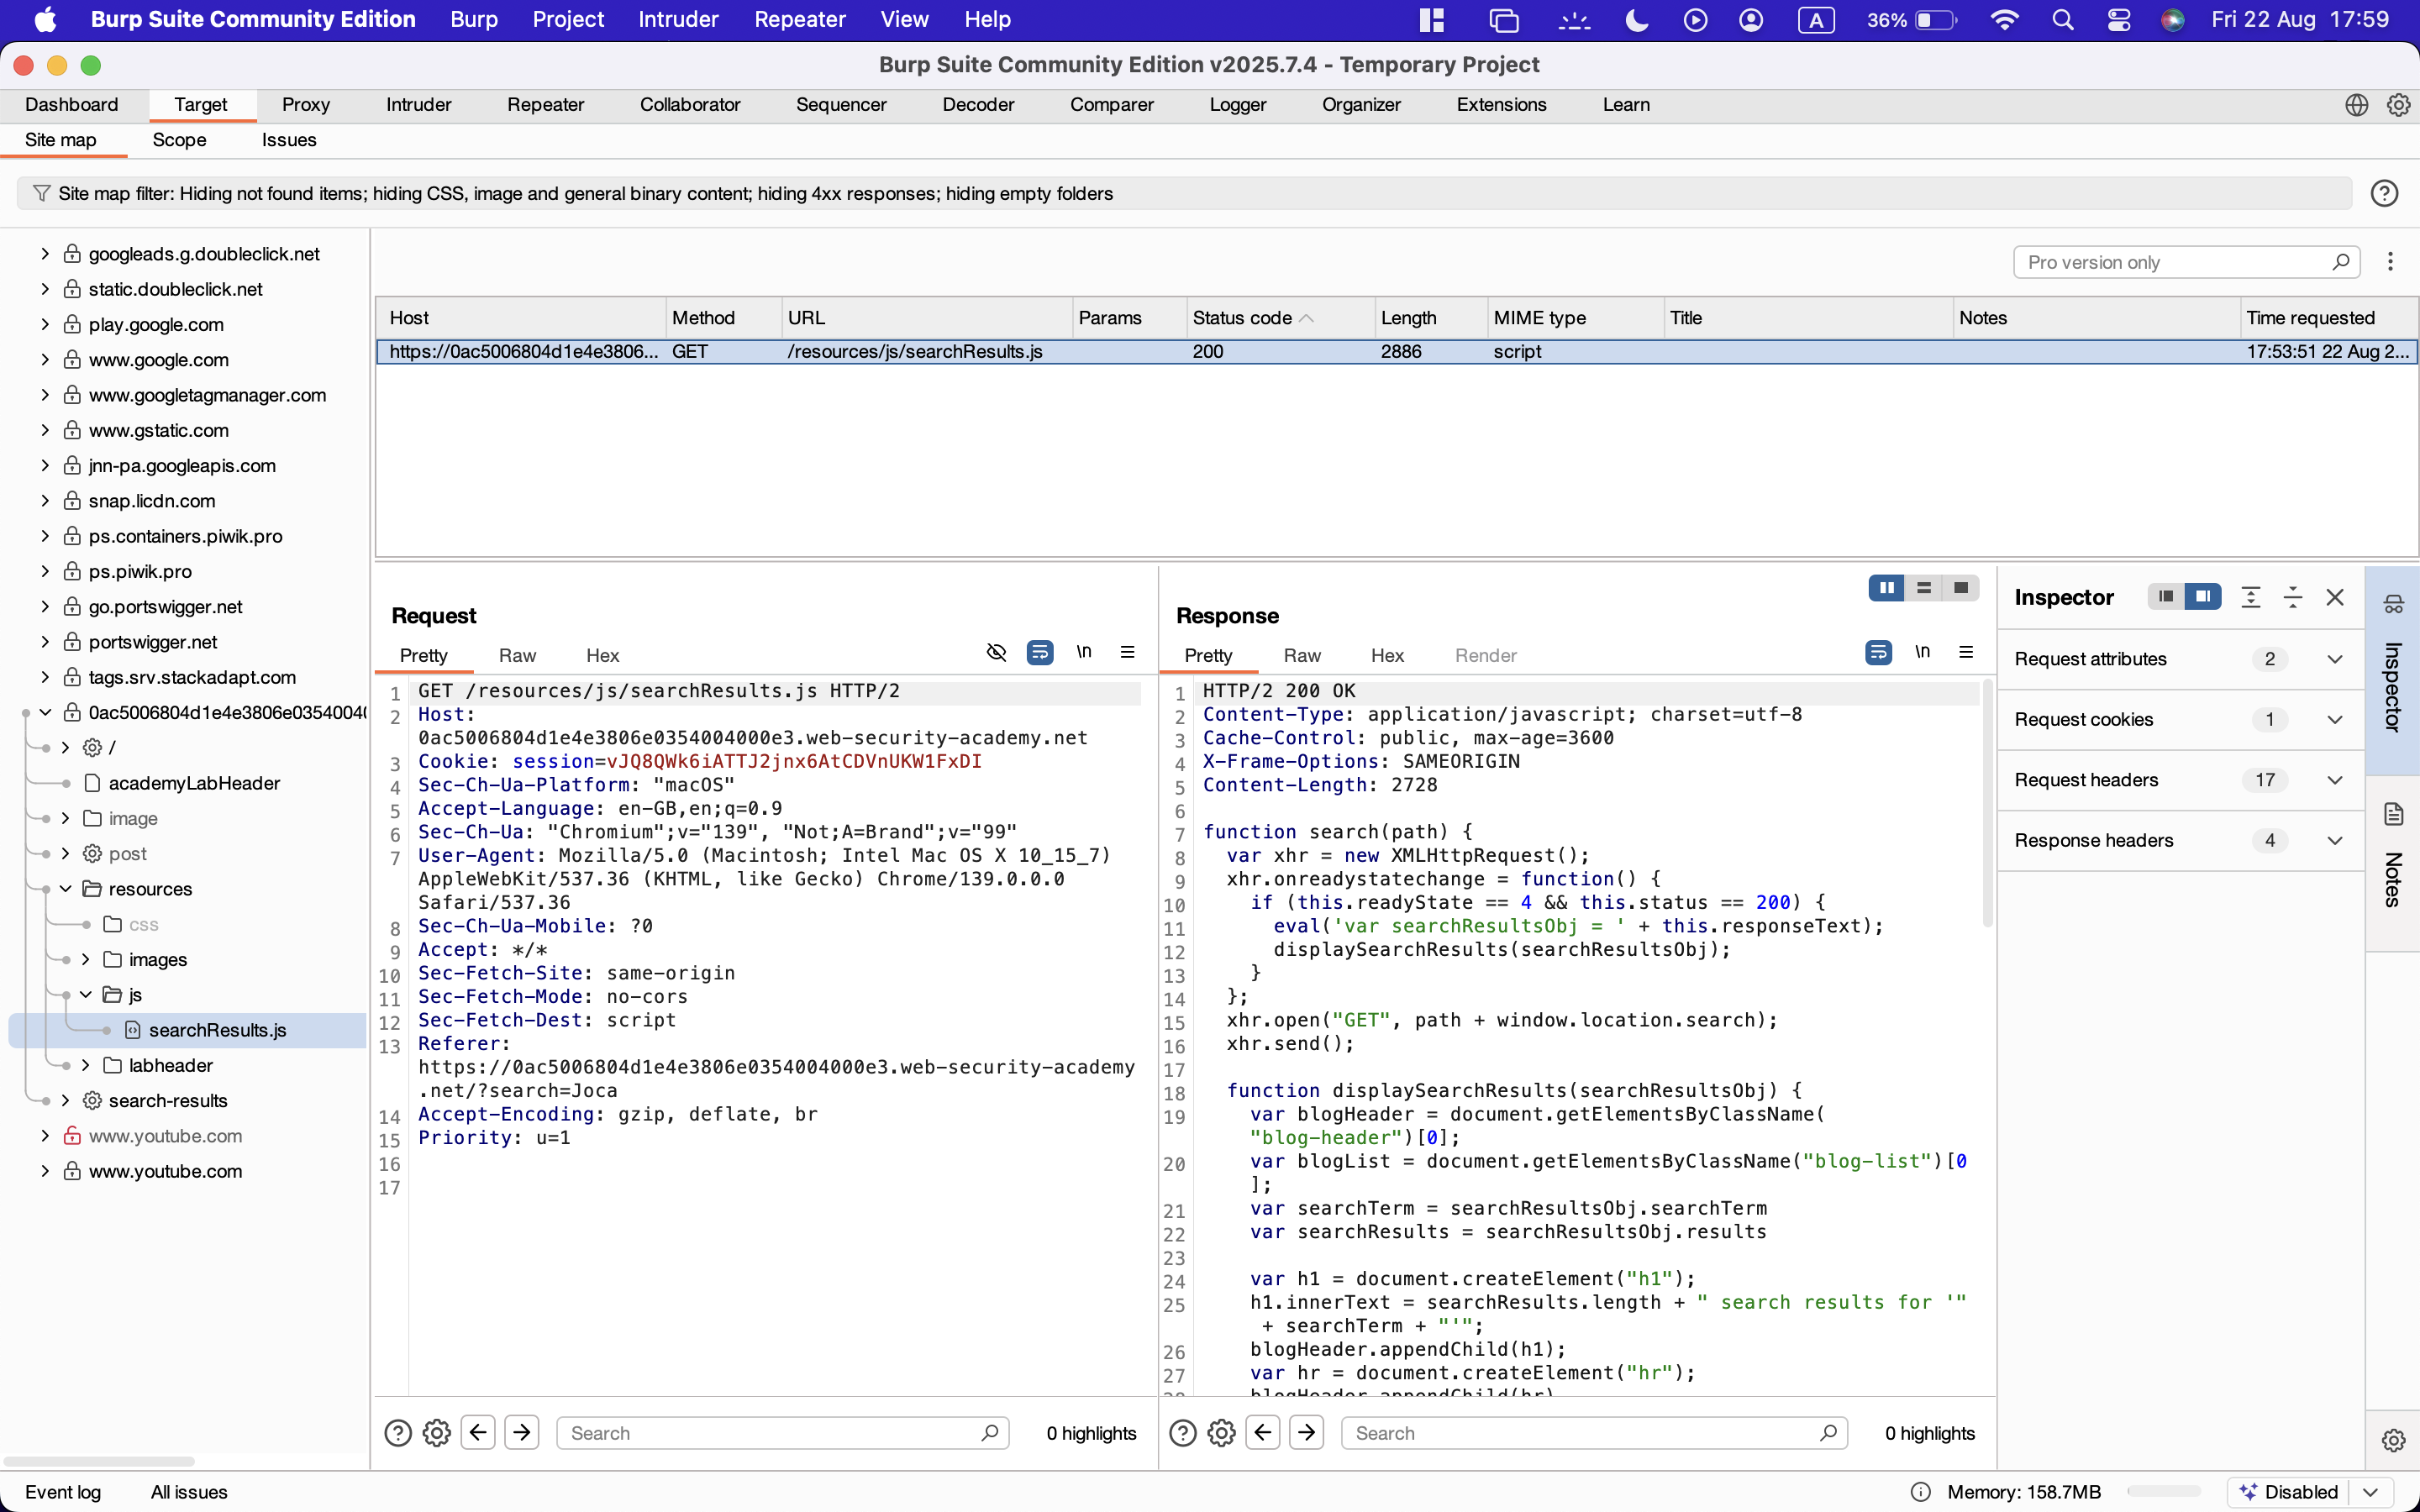 Burp Suite Community Edition Burp Project Intruder Repeater View Help A 36% Fri 22 Aug 17:59
Burp Suite Community Edition v2025.7.4 - Temporary Project
Dashboard Target Proxy Intruder Repeater Collaborator Sequencer Decoder Comparer Logger Organizer Extensions Learn
Site map Scope Issues
Site map filter: Hiding not found items; hiding CSS, image and general binary content; hiding 4xx responses; hiding empty folders
googleads.g.doubleclick.net
static.doubleclick.net
play.google.com
www.google.com
www.googletagmanager.com
www.gstatic.com
jnn-pa.googleapis.com
snap.licdn.com
ps.containers.piwik.pro
ps.piwik.pro
go.portswigger.net
portswigger.net
tags.srv.stackadapt.com
0ac5006804d1e4e3806e0354004
/
academyLabHeader
image
post
resources
css
images
js
searchResults.js
labheader
search-results
www.youtube.com
www.youtube.com
Pro version only
Host Method URL Params Status code Length MIME type Title Notes Time requested
https://0ac5006804d1e4e3806... GET /resources/js/searchResults.js 200 2886 script 17:53:51 22 Aug 2...
Request
Pretty Raw Hex \n
1 GET /resources/js/searchResults.js HTTP/2
2 Host:
0ac5006804d1e4e3806e0354004000e3.web-security-academy.net
3 Cookie: session=vJQ8QWk6iATTJ2jnx6AtCDVnUKW1FxDI
4 Sec-Ch-Ua-Platform: "macOS"
5 Accept-Language: en-GB,en;q=0.9
6 Sec-Ch-Ua: "Chromium";v="139", "Not;A=Brand";v="99"
7 User-Agent: Mozilla/5.0 (Macintosh; Intel Mac OS X 10_15_7)
AppleWebKit/537.36 (KHTML, like Gecko) Chrome/139.0.0.0
Safari/537.36
8 Sec-Ch-Ua-Mobile: ?0
9 Accept: */*
10 Sec-Fetch-Site: same-origin
11 Sec-Fetch-Mode: no-cors
12 Sec-Fetch-Dest: script
13 Referer:
https://0ac5006804d1e4e3806e0354004000e3.web-security-academy
.net/?search=Joca
14 Accept-Encoding: gzip, deflate, br
15 Priority: u=1
16
17
Search 0 highlights
Response
Pretty Raw Hex Render \n
1 HTTP/2 200 OK
2 Content-Type: application/javascript; charset=utf-8
3 Cache-Control: public, max-age=3600
4 X-Frame-Options: SAMEORIGIN
5 Content-Length: 2728
6
7 function search(path) {
8 var xhr = new XMLHttpRequest();
9 xhr.onreadystatechange = function() {
10 if (this.readyState == 4 && this.status == 200) {
11 eval('var searchResultsObj = ' + this.responseText);
12 displaySearchResults(searchResultsObj);
13 }
14 };
15 xhr.open("GET", path + window.location.search);
16 xhr.send();
17
18 function displaySearchResults(searchResultsObj) {
19 var blogHeader = document.getElementsByClassName(
"blog-header")[0];
20 var blogList = document.getElementsByClassName("blog-list")[0
];
21 var searchTerm = searchResultsObj.searchTerm
22 var searchResults = searchResultsObj.results
23
24 var h1 = document.createElement("h1");
25 h1.innerText = searchResults.length + " search results for '"
+ searchTerm + "'";
26 blogHeader.appendChild(h1);
27 var hr = document.createElement("hr");
28 blogHeader.appendChild(hr)
Search 0 highlights
Inspector
Request attributes 2
Request cookies 1
Request headers 17
Response headers 4
Inspector
Notes
Event log All issues Memory: 158.7MB Disabled